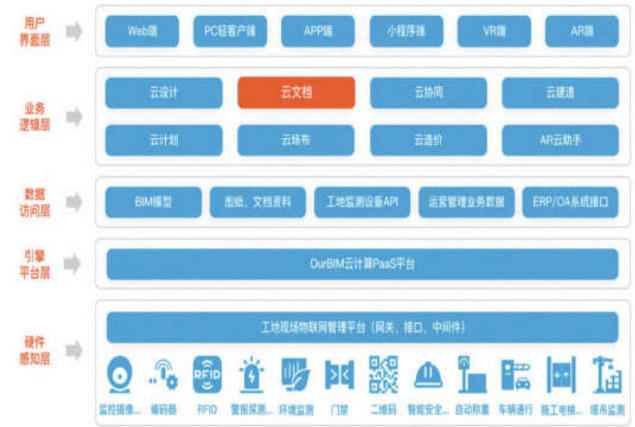 用户
界面层
Web端
PC轻客户端
APP端
小程序端
VR端
AR端
业务
逻辑层
云设计
云文档
云协同
云建造
云计划
云场布
云造价
AR云助手
数据
访问层
BIM模型
图纸、文档资料
工地监测设备API
运营管理业务数据
ERP/OA系统接口
引擎
平台层
OurBIM云计算PaaS平台
硬件
感知层
工地现场物联网管理平台（网关、接口、中间件）
RFID
监控摄像...
编码器
RFID
警报探测...
环境监测
门禁
二维码
智能安全...
自动称重
车辆通行
施工电梯...
塔吊监测